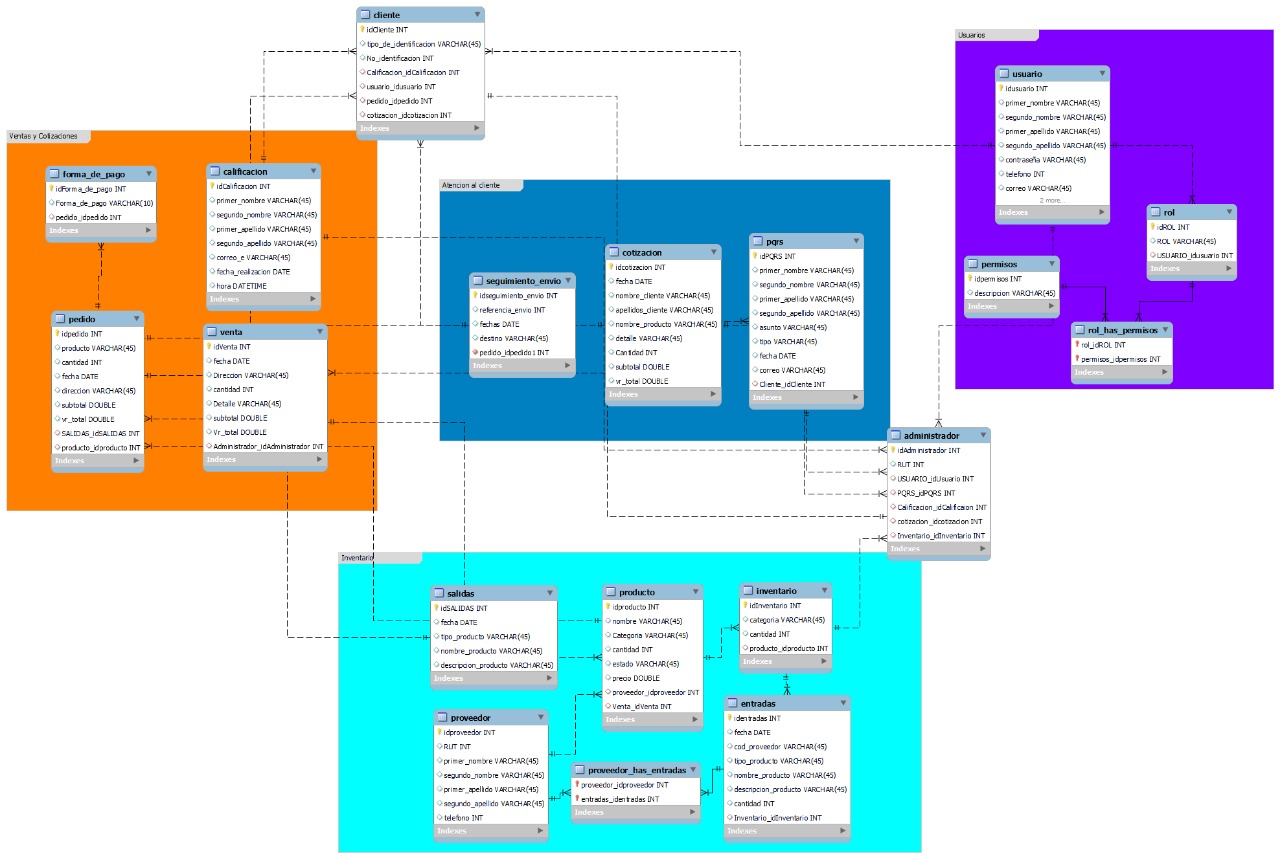 cliente
idCliente INT
tipo_de_identificacion VARCHAR(45)
No_identificacion INT
Calificacion_idCalificacion INT
usuario_idusuario INT
pedido_idpedido INT
cotizacion_idcotizacion INT
Indexes
Usuarios
usuario
idusuario INT
primer_nombre VARCHAR(45)
segundo_nombre VARCHAR(45)
primer_apellido VARCHAR(45)
segundo_apellido VARCHAR(45)
contraseña VARCHAR(45)
telefono INT
correo VARCHAR(45)
2 more...
Indexes
rol
idROL INT
ROL VARCHAR(45)
USUARIO_idusuario INT
Indexes
permisos
idpermisos INT
descripcion VARCHAR(45)
Indexes
rol_has_permisos
rol_idROL INT
permisos_idpermisos INT
Indexes
Ventas y Cotizaciones
forma_de_pago
idForma_de_pago INT
Forma_de_pago VARCHAR(10)
pedido_idpedido INT
Indexes
calificacion
idCalificacion INT
primer_nombre VARCHAR(45)
segundo_nombre VARCHAR(45)
primer_apellido VARCHAR(45)
segundo_apellido VARCHAR(45)
correo_e VARCHAR(45)
fecha_realizacion DATE
hora DATETIME
Indexes
pedido
idpedido INT
producto VARCHAR(45)
cantidad INT
fecha DATE
direccion VARCHAR(45)
subtotal DOUBLE
vr_total DOUBLE
SALIDAS_idSALIDAS INT
producto_idproducto INT
Indexes
venta
idVenta INT
fecha DATE
Direccion VARCHAR(45)
cantidad INT
Detalle VARCHAR(45)
subtotal DOUBLE
Vr_total DOUBLE
Administrador_idAdministrador INT
Indexes
Atencion al cliente
seguimiento_envio
idseguimiento_envio INT
referencia_envio INT
fechas DATE
destino VARCHAR(45)
pedido_idpedido1 INT
Indexes
cotizacion
idcotizacion INT
fecha DATE
nombre_cliente VARCHAR(45)
apellidos_cliente VARCHAR(45)
nombre_producto VARCHAR(45)
detalle VARCHAR(45)
Cantidad INT
subtotal DOUBLE
vr_total DOUBLE
Indexes
pqrs
idPQRS INT
primer_nombre VARCHAR(45)
segundo_nombre VARCHAR(45)
primer_apellido VARCHAR(45)
segundo_apellido VARCHAR(45)
asunto VARCHAR(45)
tipo VARCHAR(45)
fecha DATE
correo VARCHAR(45)
Cliente_idCliente INT
Indexes
administrador
idAdministrador INT
RUT INT
USUARIO_idUsuario INT
PQRS_idPQRS INT
Calificacion_idCalificaion INT
cotizacion_idcotizacion INT
Inventario_idInventario INT
Indexes
Inventario
salidas
idSALIDAS INT
fecha DATE
tipo_producto VARCHAR(45)
nombre_producto VARCHAR(45)
descripcion_producto VARCHAR(45)
Indexes
producto
idproducto INT
nombre VARCHAR(45)
Categoria VARCHAR(45)
cantidad INT
estado VARCHAR(45)
precio DOUBLE
proveedor_idproveedor INT
Venta_idVenta INT
Indexes
inventario
idInventario INT
categoria VARCHAR(45)
cantidad INT
producto_idproducto INT
Indexes
proveedor
idproveedor INT
RUT INT
primer_nombre VARCHAR(45)
segundo_nombre VARCHAR(45)
primer_apellido VARCHAR(45)
segundo_apellido VARCHAR(45)
telefono INT
Indexes
proveedor_has_entradas
proveedor_idproveedor INT
entradas_identradas INT
Indexes
entradas
identradas INT
fecha DATE
cod_proveedor VARCHAR(45)
tipo_producto VARCHAR(45)
nombre_producto VARCHAR(45)
descripcion_producto VARCHAR(45)
cantidad INT
Inventario_idInventario INT
Indexes